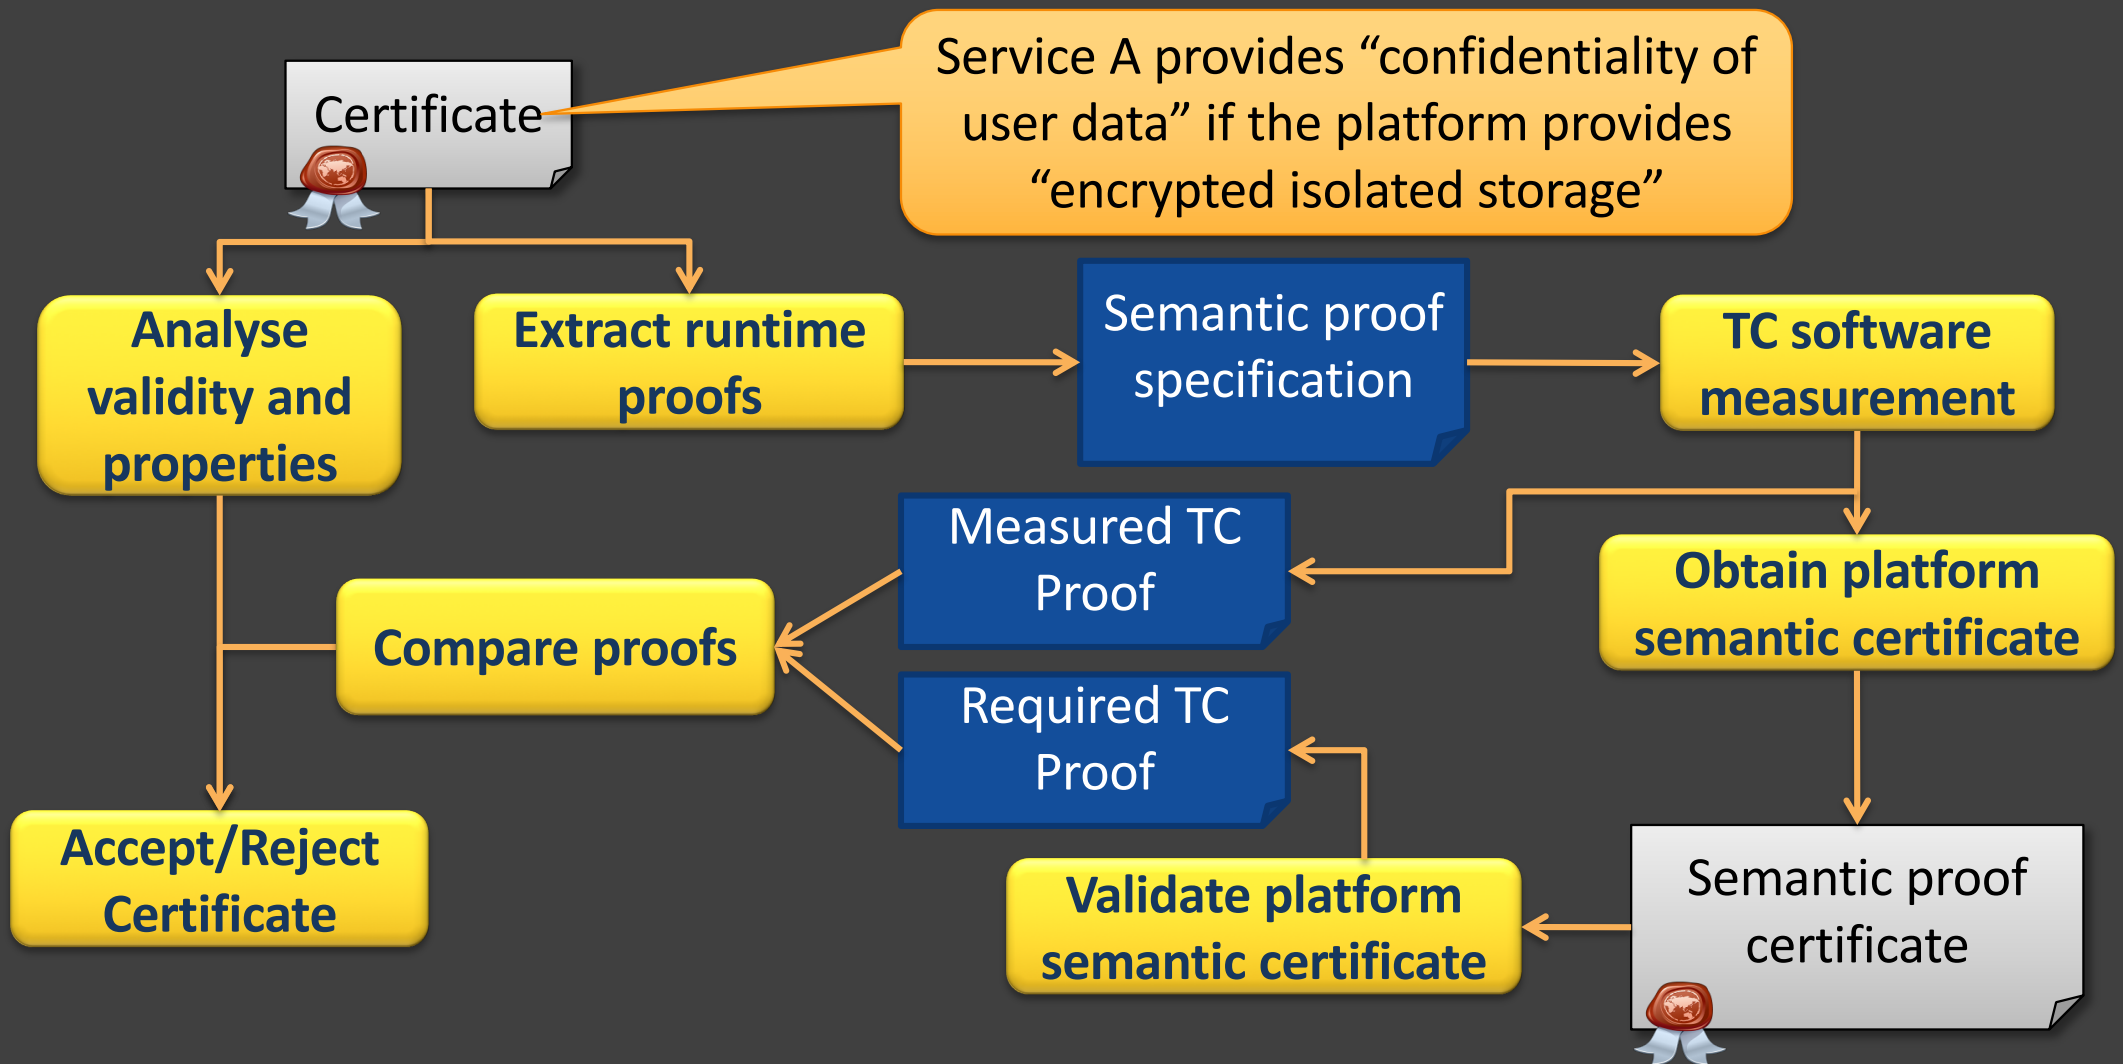 Certificate
Service A provides “confidentiality of
user data” if the platform provides
“encrypted isolated storage”
Analyse
validity and
properties
Extract runtime
proofs
Semantic proof
specification
TC software
measurement
Measured TC
Proof
Obtain platform
semantic certificate
Compare proofs
Required TC
Proof
Accept/Reject
Certificate
Validate platform
semantic certificate
Semantic proof
certificate